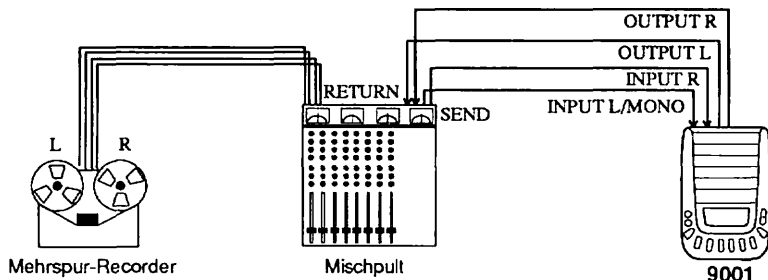 OUTPUT R
OUTPUT L
RETURN
INPUT R
SEND
INPUT L/MONO
L R
Mehrspur-Recorder
Mischpult
9001